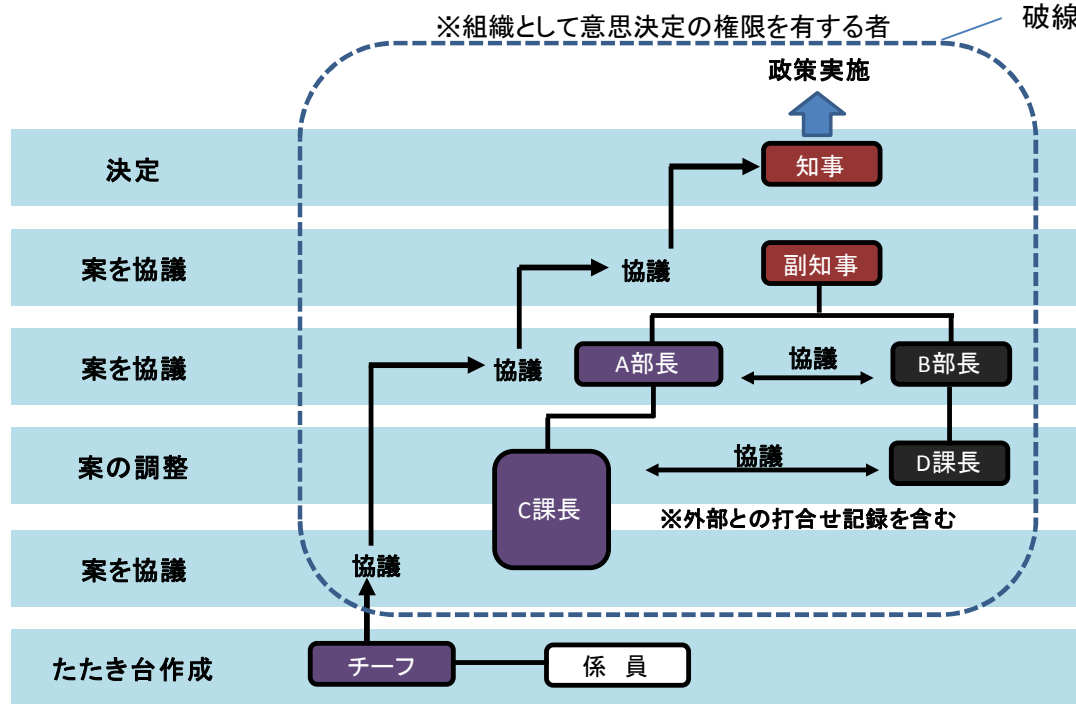 ※組織として意思決定の権限を有する者
破線
政策実施
決定
知事
案を協議
協議
副知事
案を協議
協議
A部長
協議
B部長
案の調整
C課長
協議
D課長
※外部との打合せ記録を含む
案を協議
協議
たたき台作成
チーフ
係 員